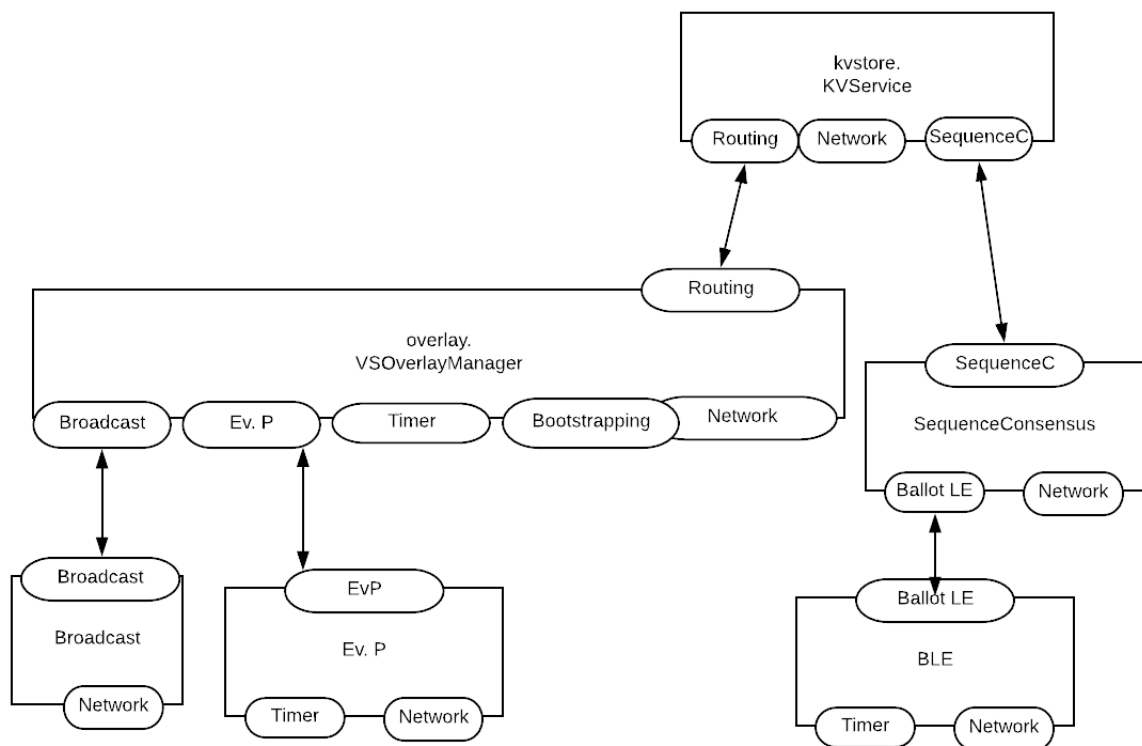 kvstore.
KVService
Routing
Network
SequenceC
Routing
overlay.
VSOverlayManager
Broadcast
Ev. P
Timer
Bootstrapping
Network
SequenceC
SequenceConsensus
Ballot LE
Network
Broadcast
Broadcast
Network
EvP
Ev. P
Timer
Network
Ballot LE
BLE
Timer
Network